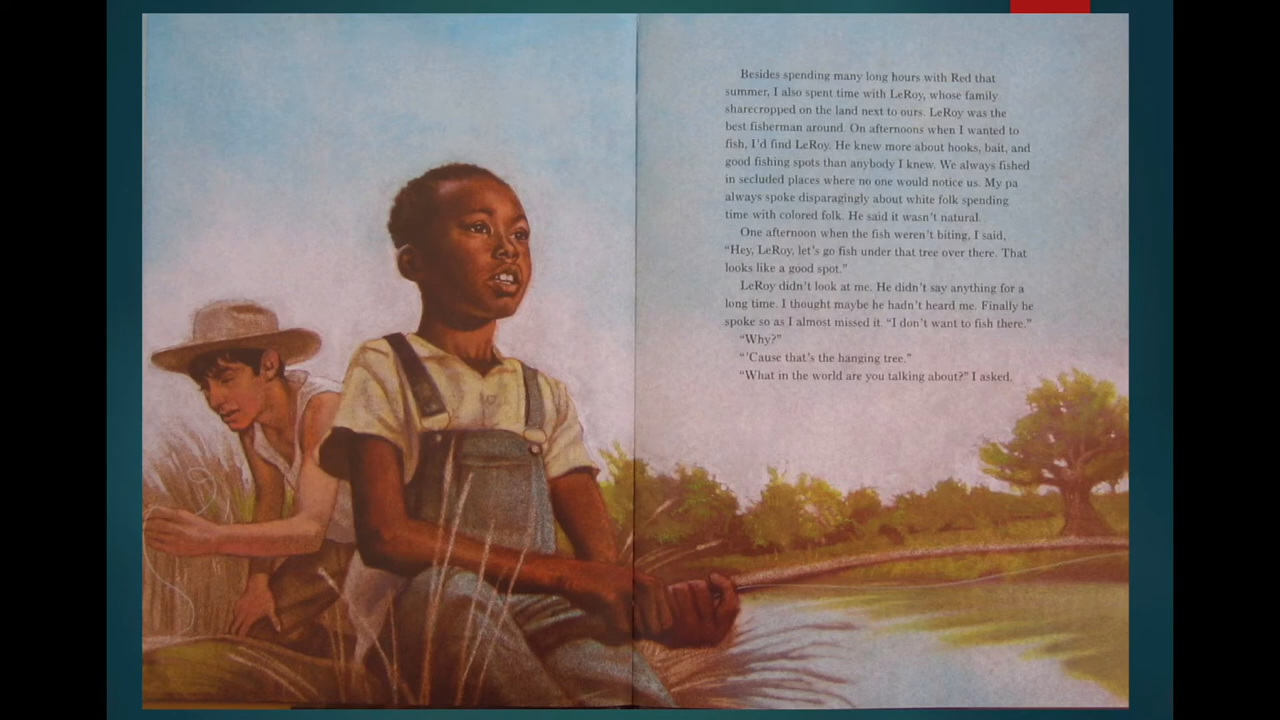 Besides spending many long hours with Red that
summer, I also spent time with LeRoy, whose family
sharecropped on the land next to ours. LeRoy was the
best fisherman around. On afternoons when I wanted to
fish, I'd find LeRoy. He knew more about hooks, bait, and
good fishing spots than anybody I knew. We always fished
in secluded places where no one would notice us. My pa
always spoke disparagingly about white folk spending
time with colored folk. He said it wasn't natural.
One afternoon when the fish weren't biting, I said,
“Hey, LeRoy, let's go fish under that tree over there. That
looks like a good spot.”
LeRoy didn't look at me. He didn't say anything for a
long time. I thought maybe he hadn't heard me. Finally he
spoke so as I almost missed it. “I don't want to fish there.”
“Why?”
“'Cause that's the hanging tree.”
“What in the world are you talking about?” I asked.